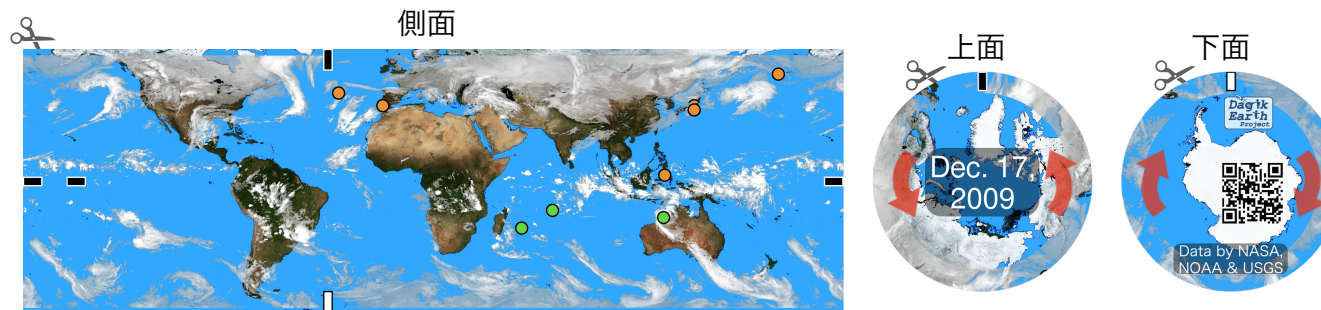 側面
上面
下面
Dec. 17,
2009
Dagik
Earth
Project
Data by NASA,
NOAA & USGS